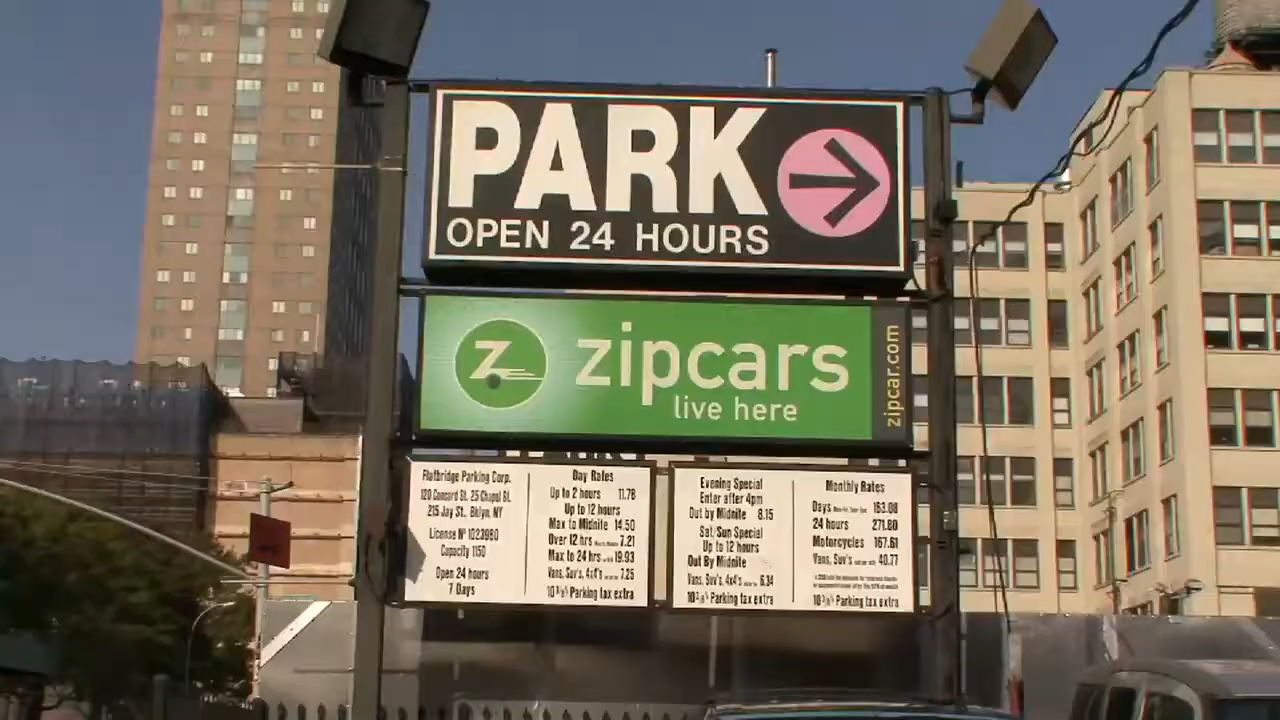 PARK
OPEN 24 HOURS
Z
zipcars
live here
zipcar.com
Flatbridge Parking Corp.
120 Concord St. 25 Chapel St.
215 Jay St., Bklyn, NY
License Nº 1023980
Capacity 1150
Open 24 hours
7 Days
Day Rates
Up to 2 hours 11.78
Up to 12 hours
Max to Midnite 14.50
Over 12 hrs 7.21
Max to 24 hrs 19.93
Vans, Suv's, 4x4's 7.25
Parking tax extra
Evening Special
Enter after 4pm
Out by Midnite 8.15
Sat/Sun Special
Up to 12 hours
Out By Midnite
Vans, Suv's, 4x4's 6.34
Parking tax extra
Monthly Rates
Days 163.08
24 hours 271.80
Motorcycles 167.61
Vans, Suv's 40.77
Parking tax extra